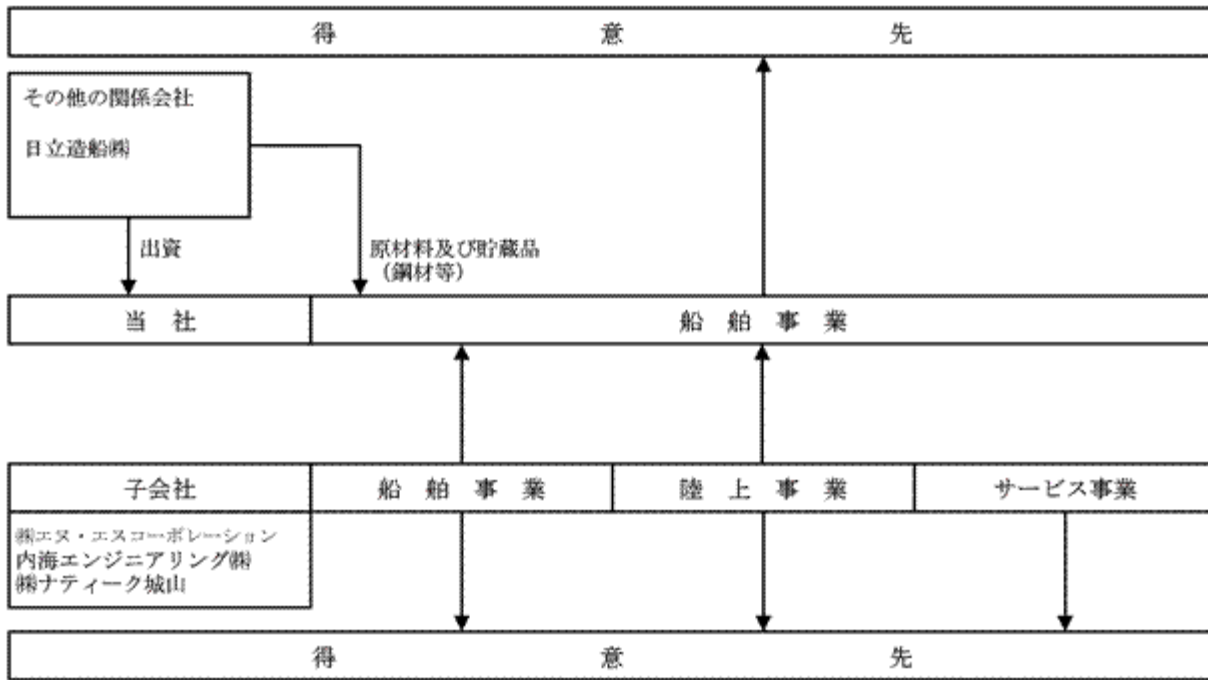 得意先
その他の関係会社
日立造船㈱
出資
原材料及び貯蔵品
(鋼材等)
当社
船舶事業
子会社
船舶事業
陸上事業
サービス事業
㈱エヌ・エスコーポレーション
内海エンジニアリング㈱
㈱ナティーク城山
得意先